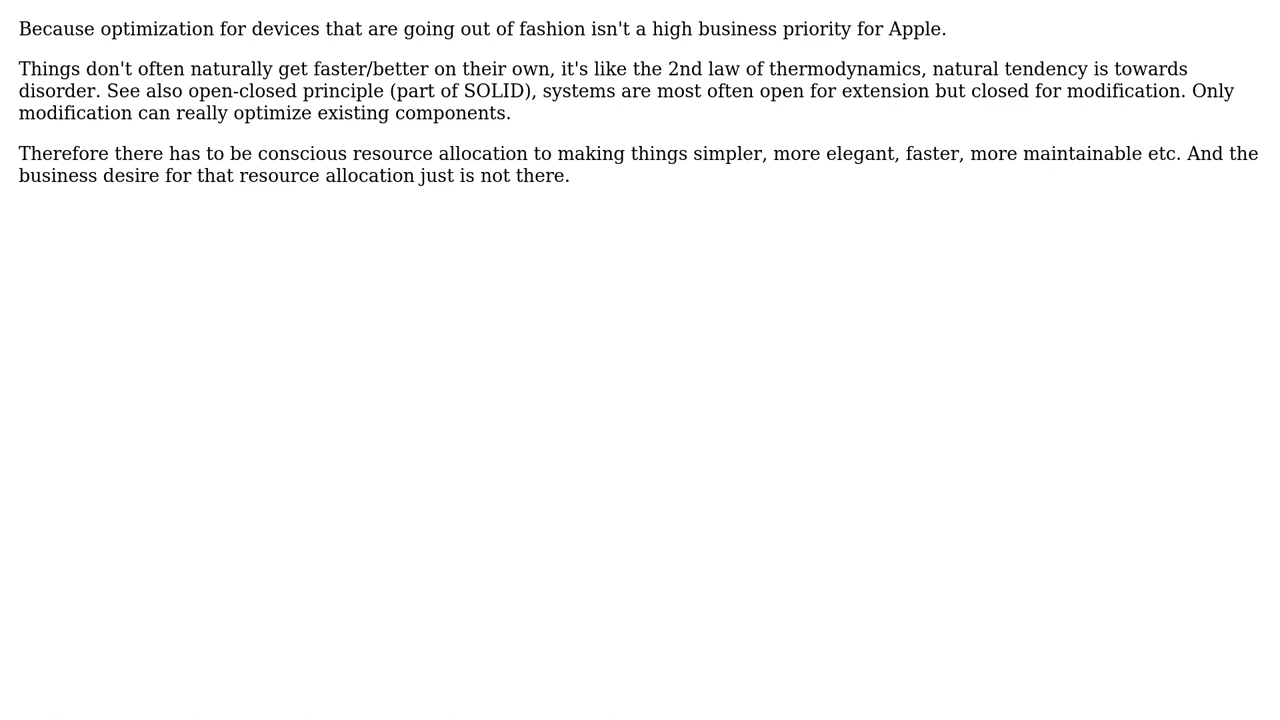 Because optimization for devices that are going out of fashion isn't a high business priority for Apple.
Things don't often naturally get faster/better on their own, it's like the 2nd law of thermodynamics, natural tendency is towards
disorder. See also open-closed principle (part of SOLID), systems are most often open for extension but closed for modification. Only
modification can really optimize existing components.
Therefore there has to be conscious resource allocation to making things simpler, more elegant, faster, more maintainable etc. And the
business desire for that resource allocation just is not there.